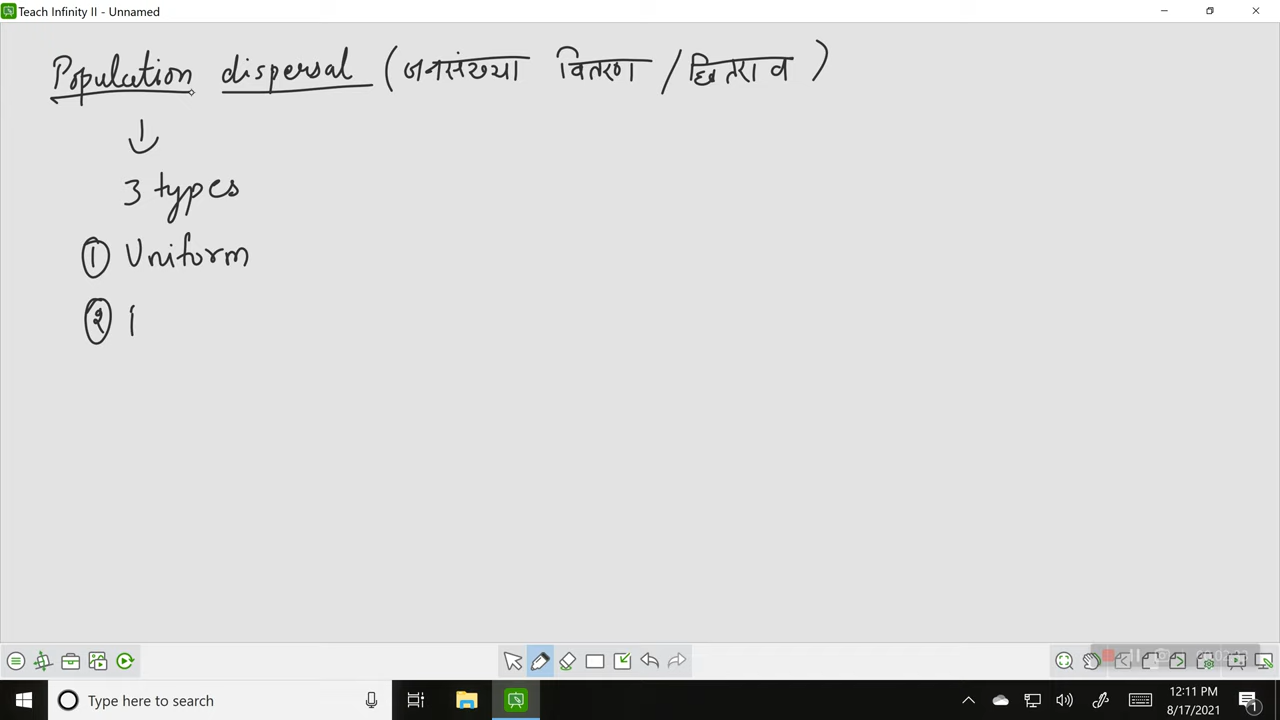 Teach Infinity II - Unnamed
Population dispersal (जनसंख्या वितरण / छितराव)
↓
3 types
① Uniform
②
Type here to search
12:11 PM
8/17/2021
1